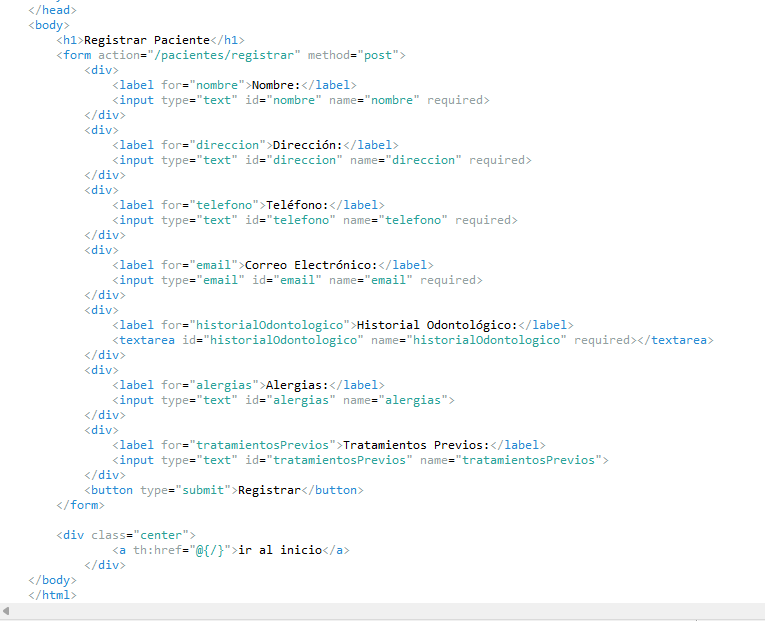 </head>
<body>
    <h1>Registrar Paciente</h1>
    <form action="/pacientes/registrar" method="post">
        <div>
            <label for="nombre">Nombre:</label>
            <input type="text" id="nombre" name="nombre" required>
        </div>
        <div>
            <label for="direccion">Dirección:</label>
            <input type="text" id="direccion" name="direccion" required>
        </div>
        <div>
            <label for="telefono">Teléfono:</label>
            <input type="text" id="telefono" name="telefono" required>
        </div>
        <div>
            <label for="email">Correo Electrónico:</label>
            <input type="email" id="email" name="email" required>
        </div>
        <div>
            <label for="historialOdontologico">Historial Odontológico:</label>
            <textarea id="historialOdontologico" name="historialOdontologico" required></textarea>
        </div>
        <div>
            <label for="alergias">Alergias:</label>
            <input type="text" id="alergias" name="alergias">
        </div>
        <div>
            <label for="tratamientosPrevios">Tratamientos Previos:</label>
            <input type="text" id="tratamientosPrevios" name="tratamientosPrevios">
        </div>
        <button type="submit">Registrar</button>
    </form>

    <div class="center">
            <a th:href="@{/}">ir al inicio</a>
        </div>
</body>
</html>